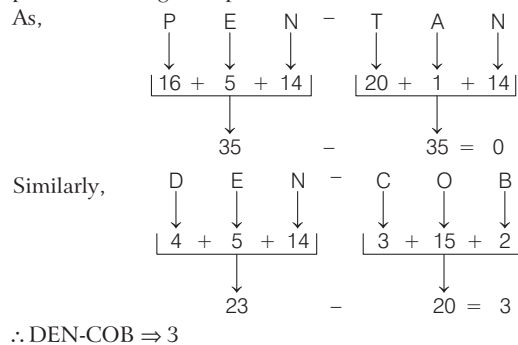 As, P E N – T A N
16 + 5 + 14 20 + 1 + 14
35 – 35 = 0
Similarly, D E N – C O B
4 + 5 + 14 3 + 15 + 2
23 – 20 = 3
∴ DEN-COB ⇒ 3